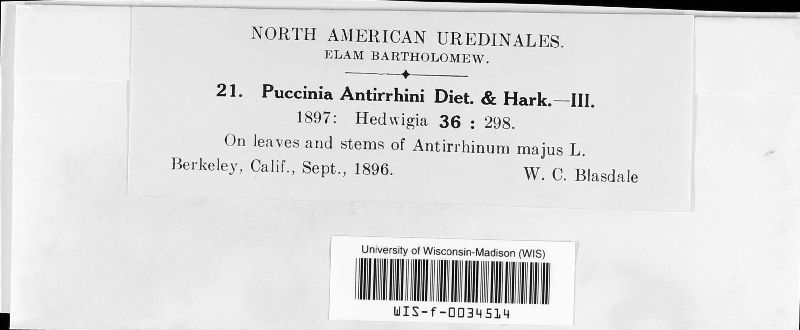 NORTH AMERICAN UREDINALES.
ELAM BARTHOLOMEW.
21. Puccinia Antirrhini Diet. & Hark.—III.
1897: Hedwigia 36 : 298.
On leaves and stems of Antirrhinum majus L.
Berkeley, Calif., Sept., 1896. W. C. Blasdale
University of Wisconsin-Madison (WIS)
WIS-f-0034514